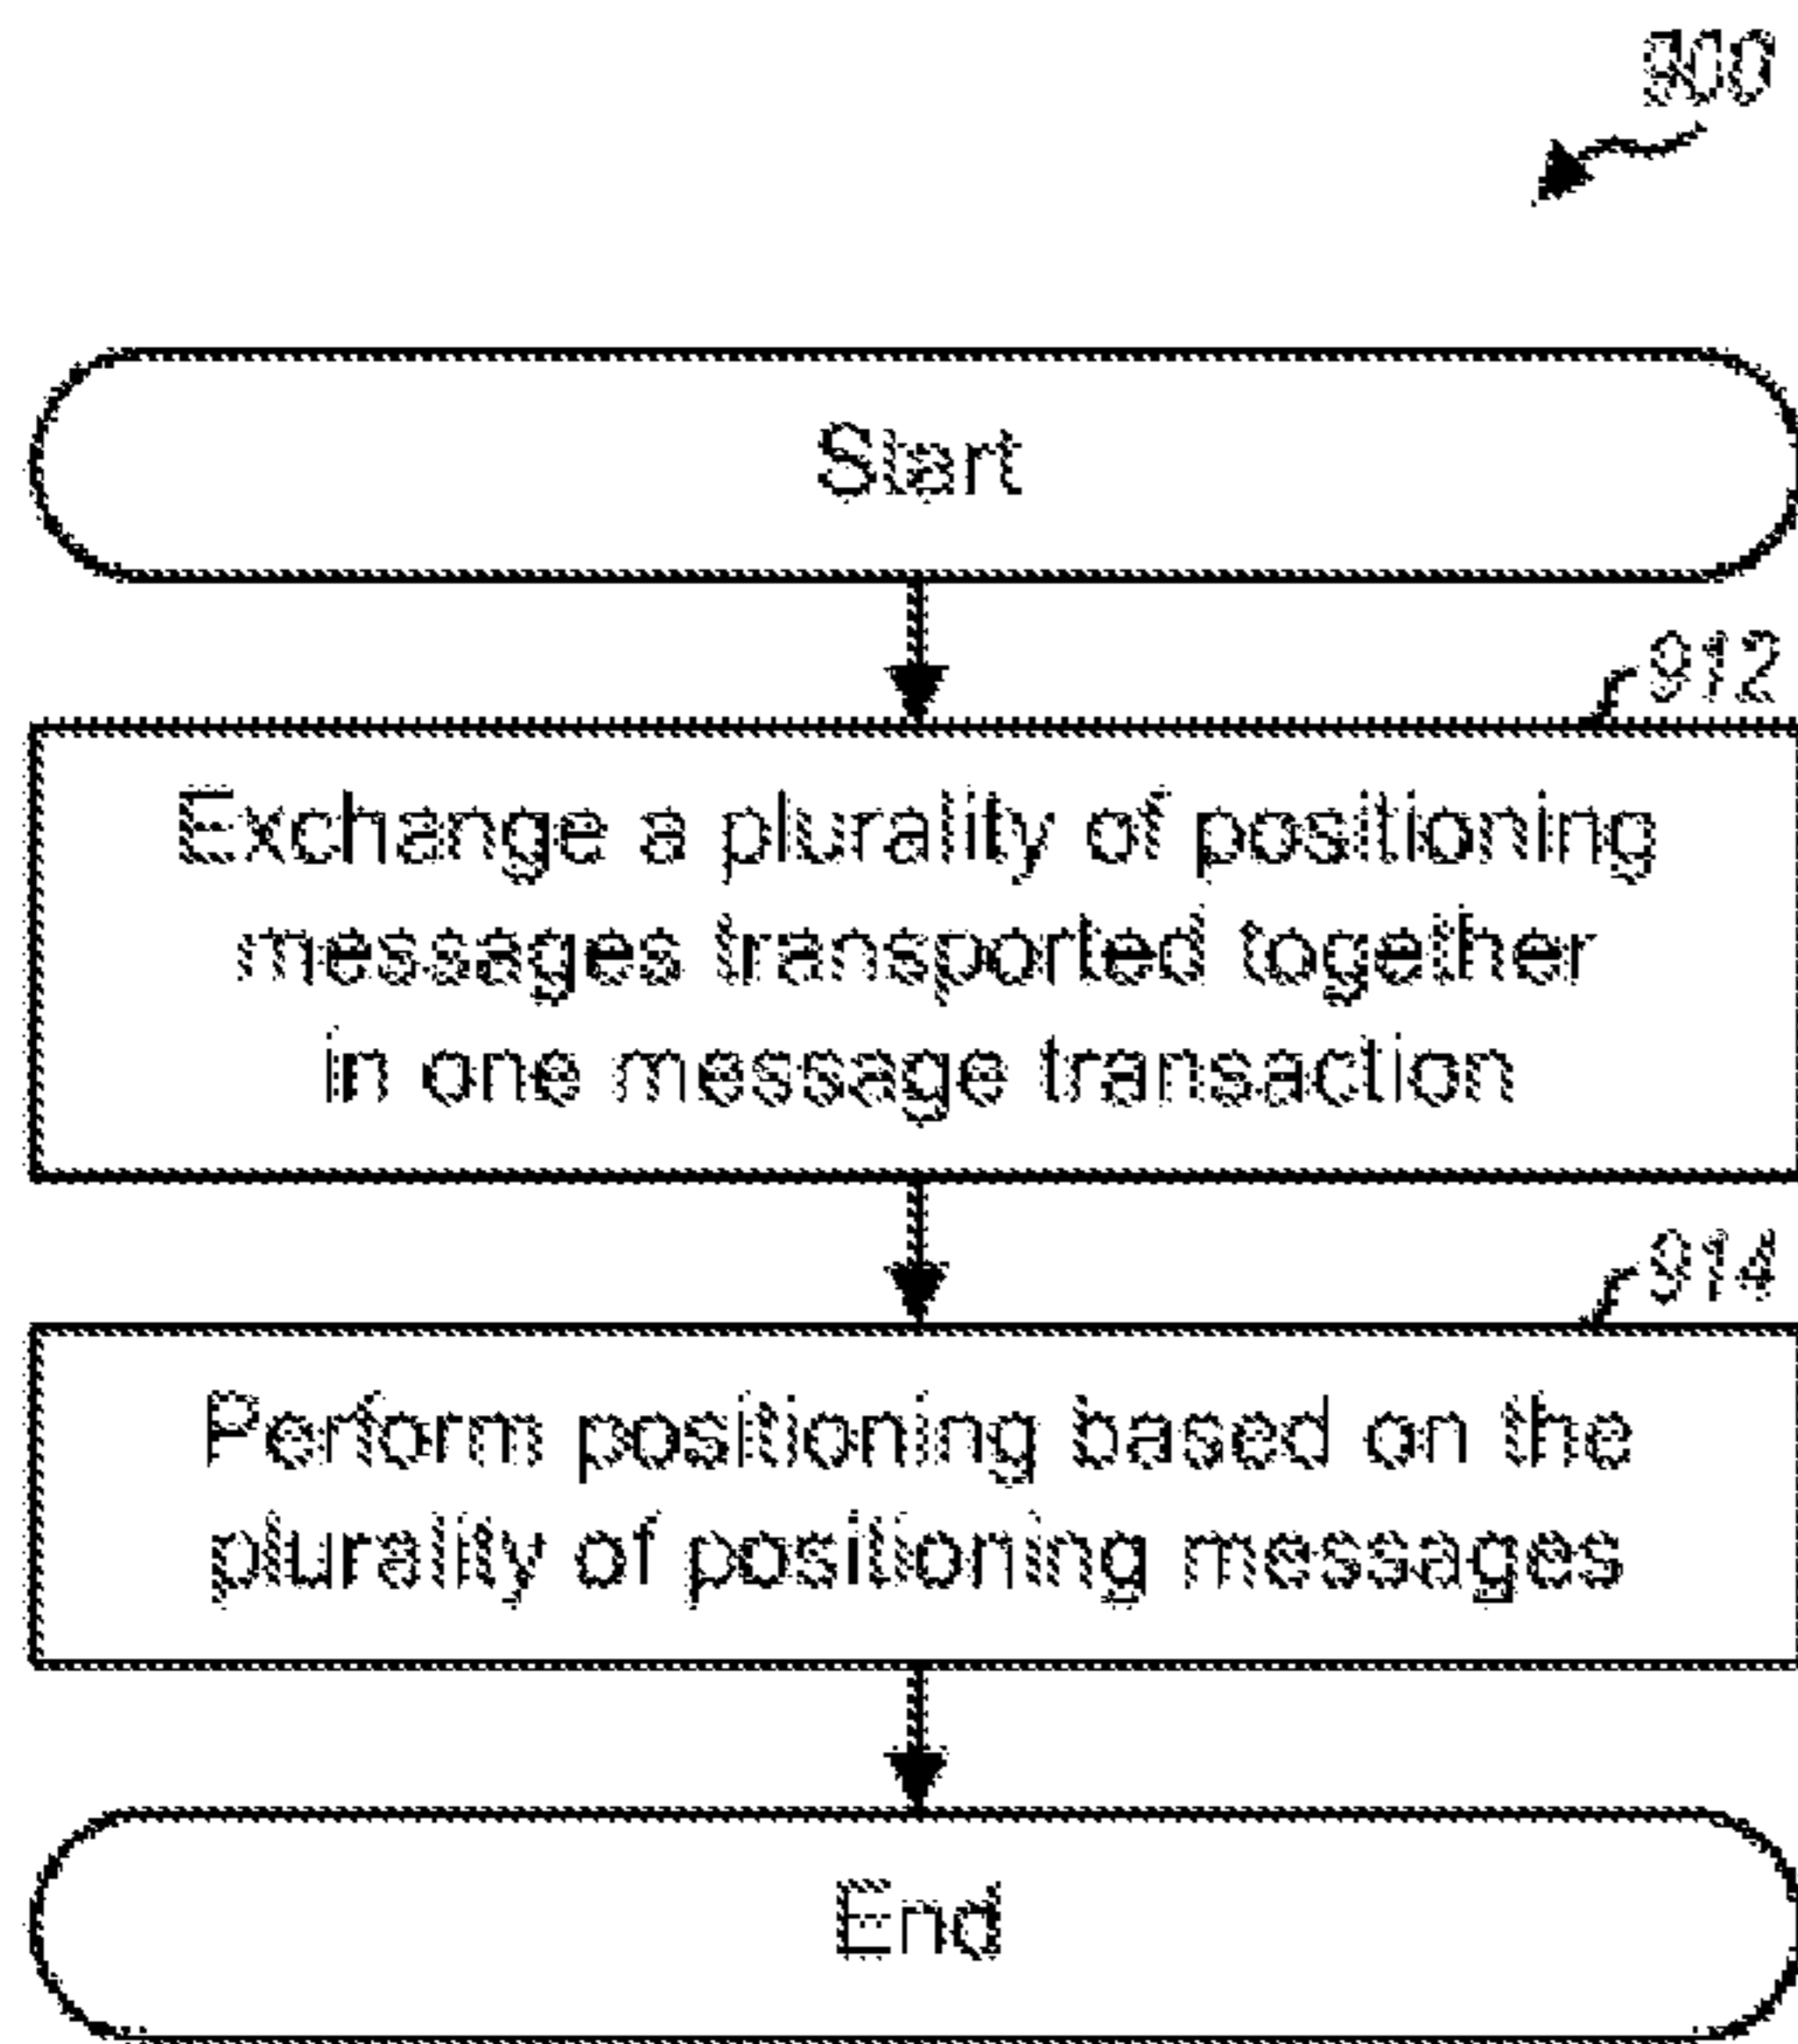 900
Start
912
Exchange a plurality of positioning
messages transported together
in one message transaction
914
Perform positioning based on the
plurality of positioning messages
End